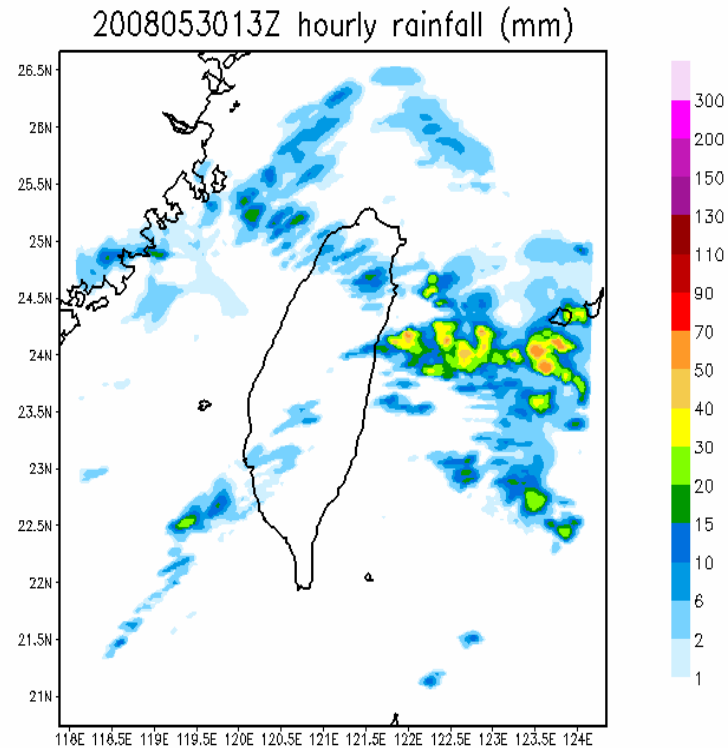 2008053013Z hourly rainfall (mm)
26.5N
26N
25.5N
25N
24.5N
24N
23.5N
23N
22.5N
22N
21.5N
21N
118E 118.5E 119E 119.5E 120E 120.5E 121E 121.5E 122E 122.5E 123E 123.5E 124E
300
200
150
130
110
90
70
50
40
30
20
15
10
6
2
1